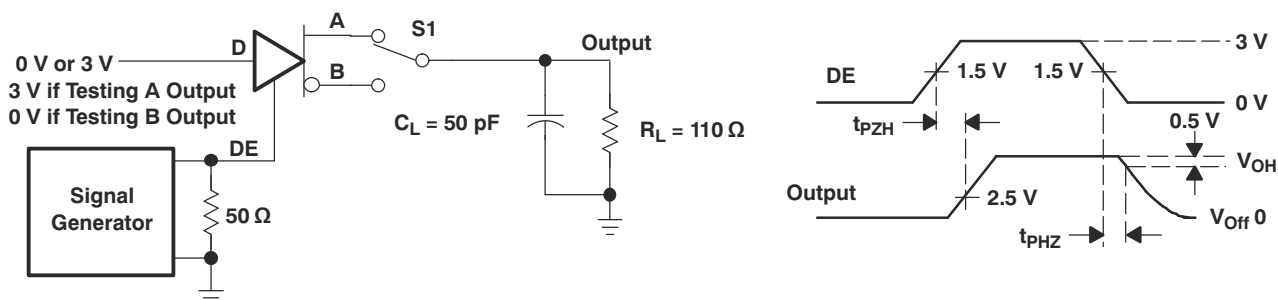 A
S1
Output
D
0 V or 3 V
B
3 V if Testing A Output
0 V if Testing B Output
C_L = 50 pF
R_L = 110 Ω
DE
Signal
Generator
50 Ω
3 V
DE
1.5 V
1.5 V
0 V
t_PZH
0.5 V
V_OH
Output
2.5 V
V_Off 0
t_PHZ